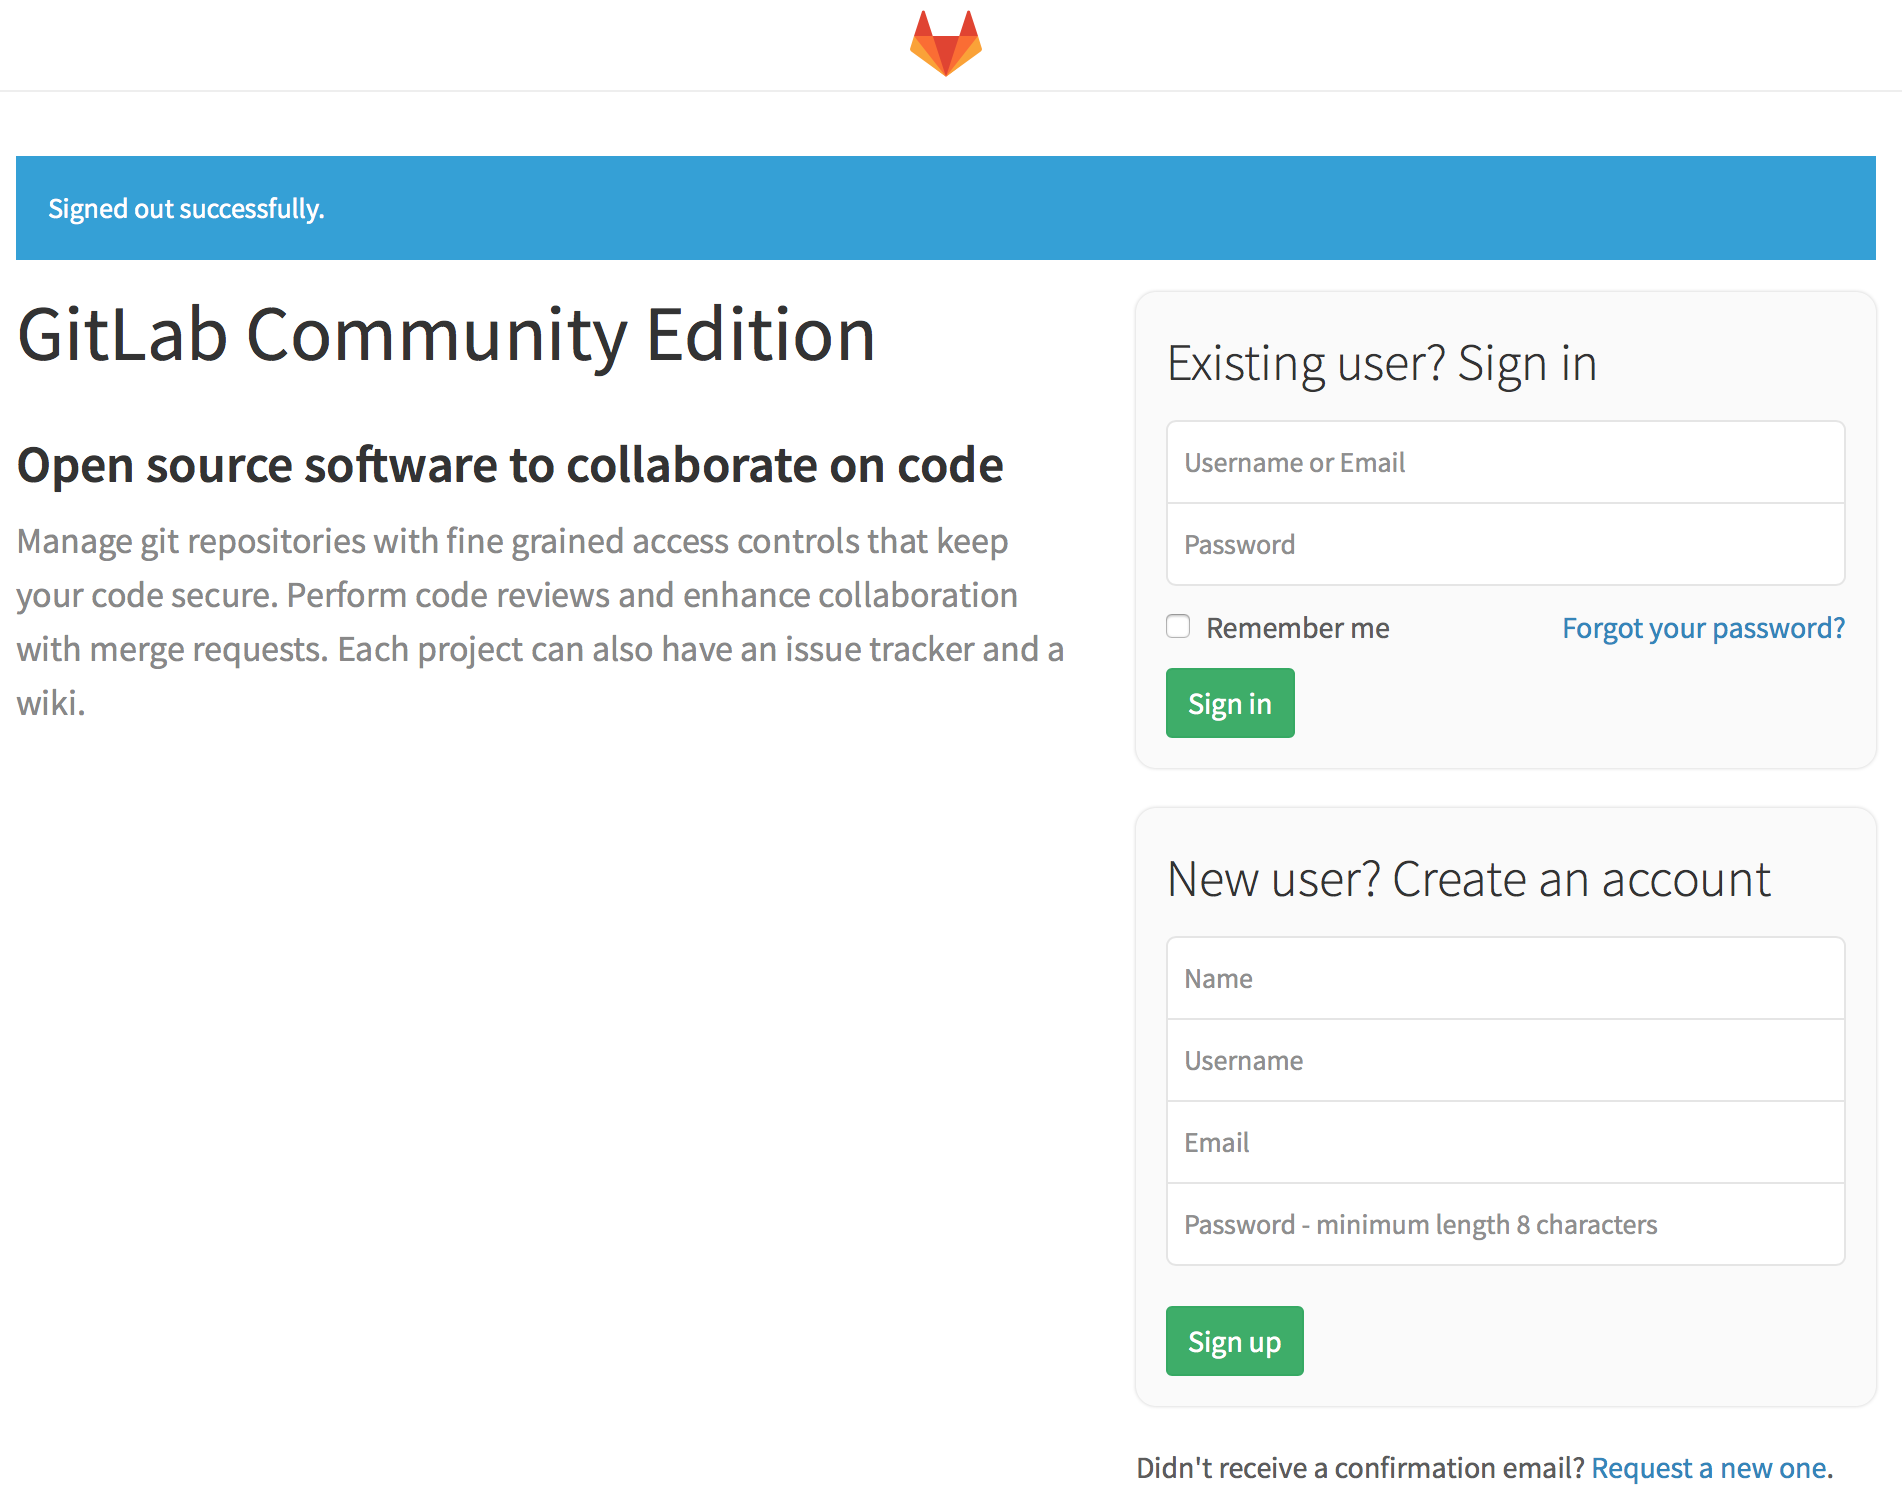 Signed out successfully.
GitLab Community Edition
Open source software to collaborate on code
Manage git repositories with fine grained access controls that keep
your code secure. Perform code reviews and enhance collaboration
with merge requests. Each project can also have an issue tracker and a
wiki.
Existing user? Sign in
Username or Email
Password
Remember me
Forgot your password?
Sign in
New user? Create an account
Name
Username
Email
Password - minimum length 8 characters
Sign up
Didn't receive a confirmation email? Request a new one.